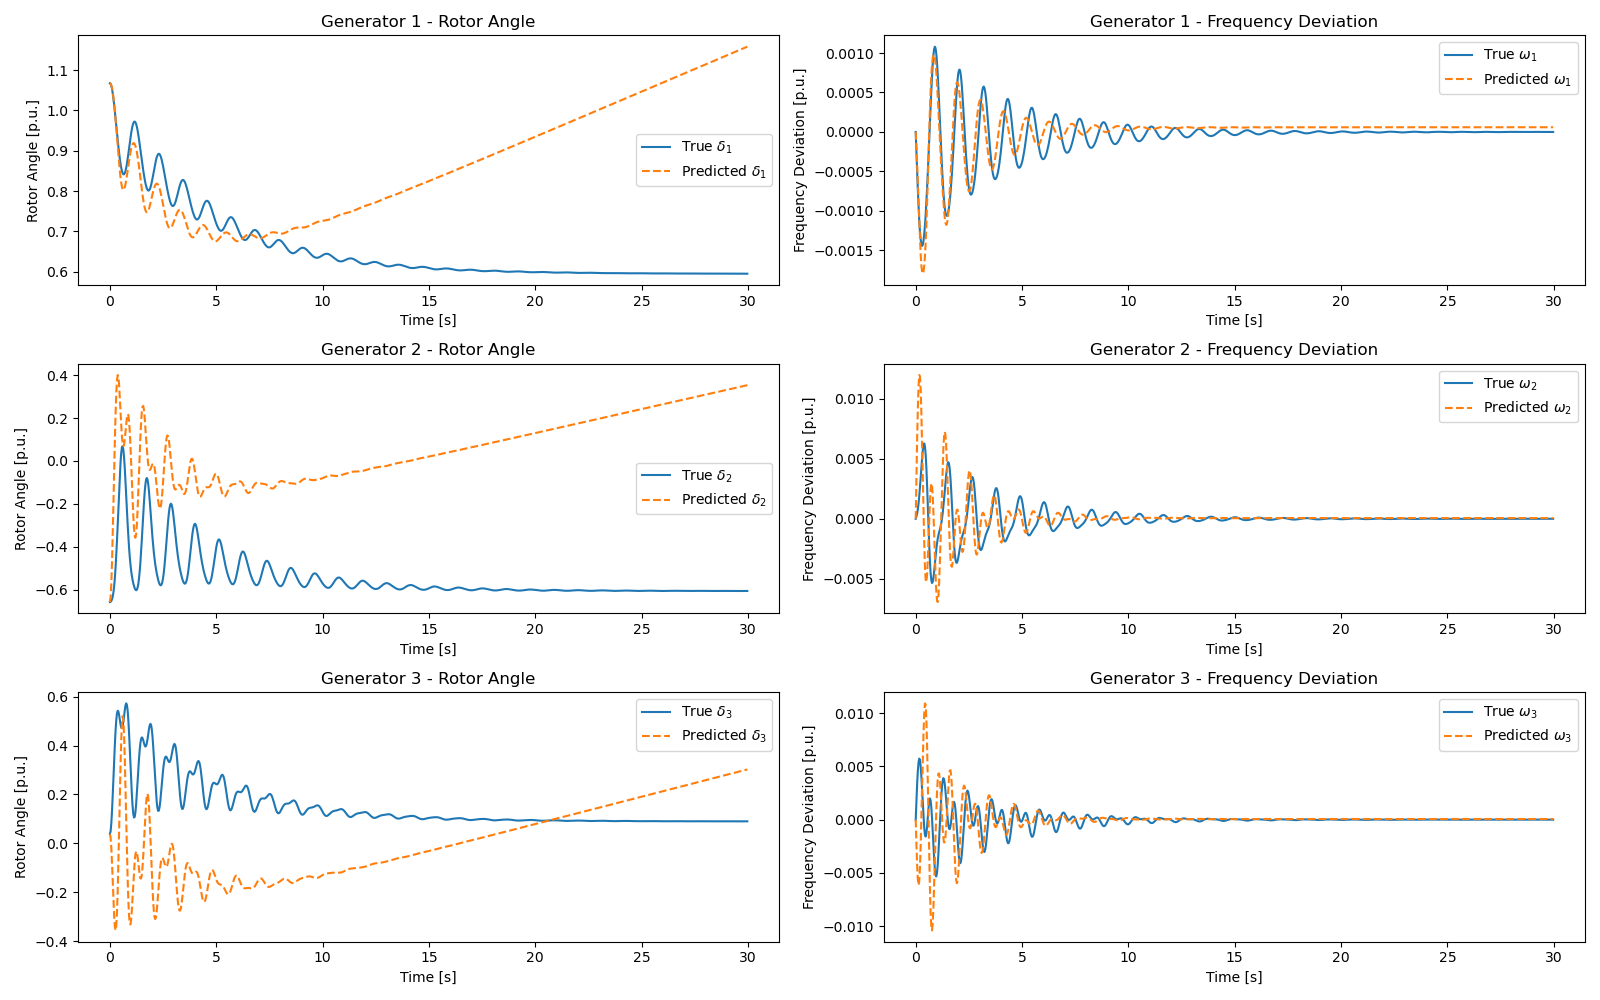 Generator 1 - Rotor Angle
Rotor Angle [p.u.]
1.1
1.0
0.9
0.8
0.7
0.6
True δ₁
Predicted δ₁
0 5 10 15 20 25 30
Time [s]
Generator 1 - Frequency Deviation
Frequency Deviation [p.u.]
0.0010
0.0005
0.0000
−0.0005
−0.0010
−0.0015
True ω₁
Predicted ω₁
0 5 10 15 20 25 30
Time [s]
Generator 2 - Rotor Angle
Rotor Angle [p.u.]
0.4
0.2
0.0
−0.2
−0.4
−0.6
True δ₂
Predicted δ₂
0 5 10 15 20 25 30
Time [s]
Generator 2 - Frequency Deviation
Frequency Deviation [p.u.]
0.010
0.005
0.000
−0.005
True ω₂
Predicted ω₂
0 5 10 15 20 25 30
Time [s]
Generator 3 - Rotor Angle
Rotor Angle [p.u.]
0.6
0.4
0.2
0.0
−0.2
−0.4
True δ₃
Predicted δ₃
0 5 10 15 20 25 30
Time [s]
Generator 3 - Frequency Deviation
Frequency Deviation [p.u.]
0.010
0.005
0.000
−0.005
−0.010
True ω₃
Predicted ω₃
0 5 10 15 20 25 30
Time [s]